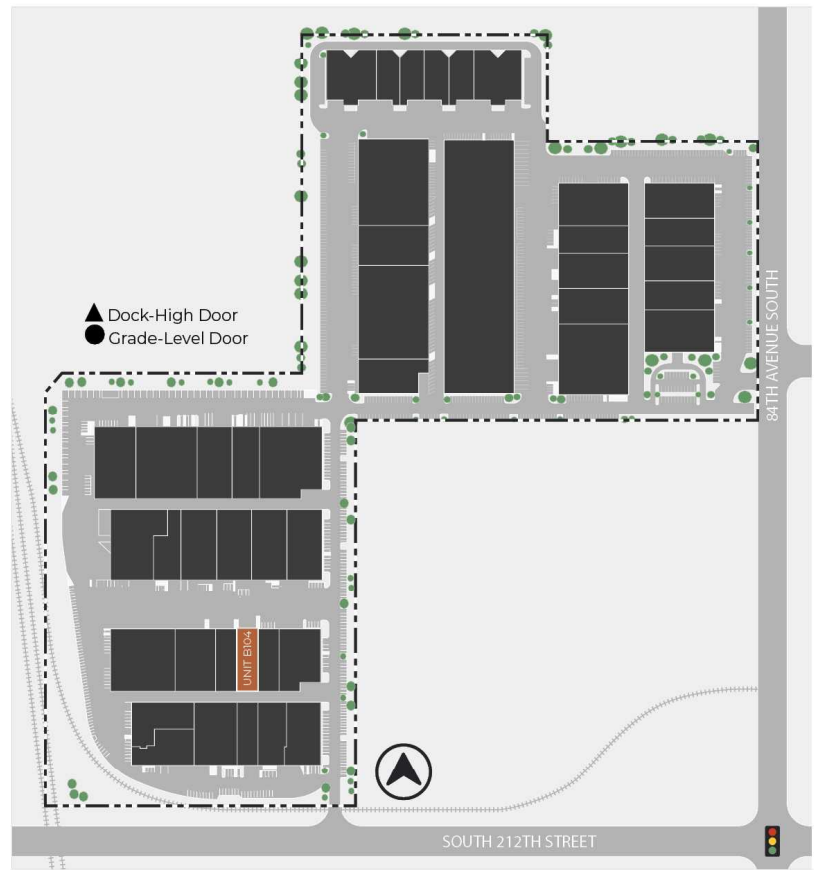 Dock-High Door
Grade-Level Door
84TH AVENUE SOUTH
UNIT B104
SOUTH 212TH STREET